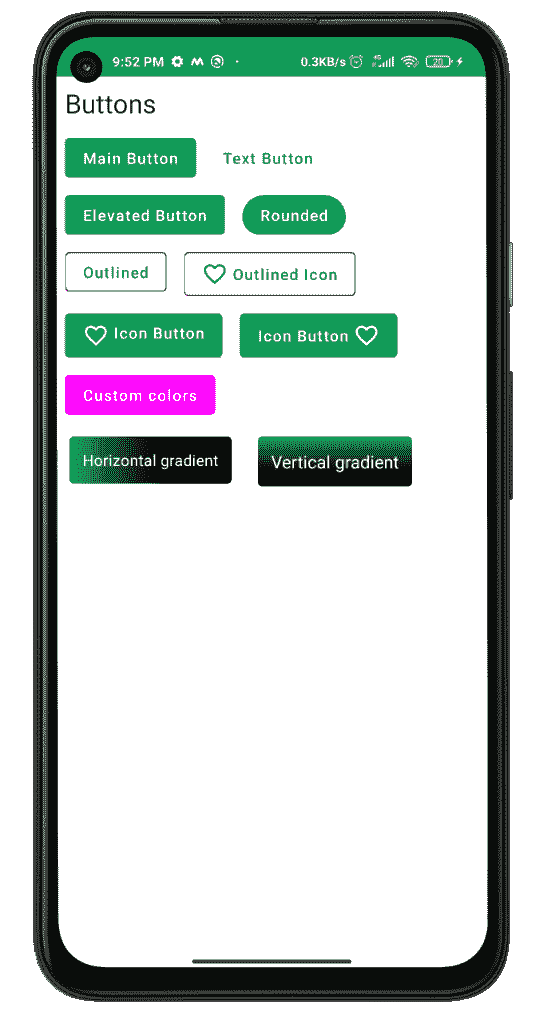 9:52 PM 0.3KB/s 4G 20
Buttons
Main Button Text Button
Elevated Button Rounded
Outlined Outlined Icon
Icon Button Icon Button
Custom colors
Horizontal gradient Vertical gradient